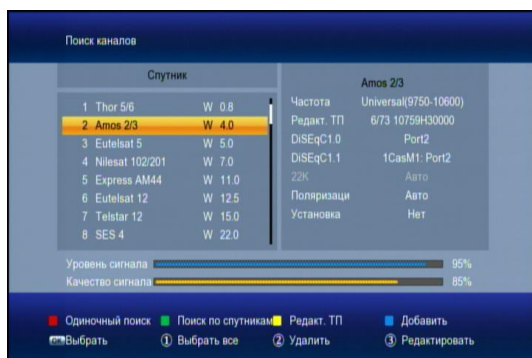 Поиск каналов
Спутник
1 Thor 5/6 W 0.8
2 Amos 2/3 W 4.0
3 Eutelsat 5 W 5.0
4 Nilesat 102/201 W 7.0
5 Express AM44 W 11.0
6 Eutelsat 12 W 12.5
7 Telstar 12 W 15.0
8 SES 4 W 22.0
Amos 2/3
Частота Universal(9750-10600)
Редакт. ТП 6/73 10759H30000
DiSEqC1.0 Port2
DiSEqC1.1 1CasM1: Port2
22K Авто
Поляризаци Авто
Установка Нет
Уровень сигнала 95%
Качество сигнала 85%
Одиночный поиск Поиск по спутникам Редакт. ТП Добавить
OK Выбрать 1 Выбрать все 2 Удалить 3 Редактировать